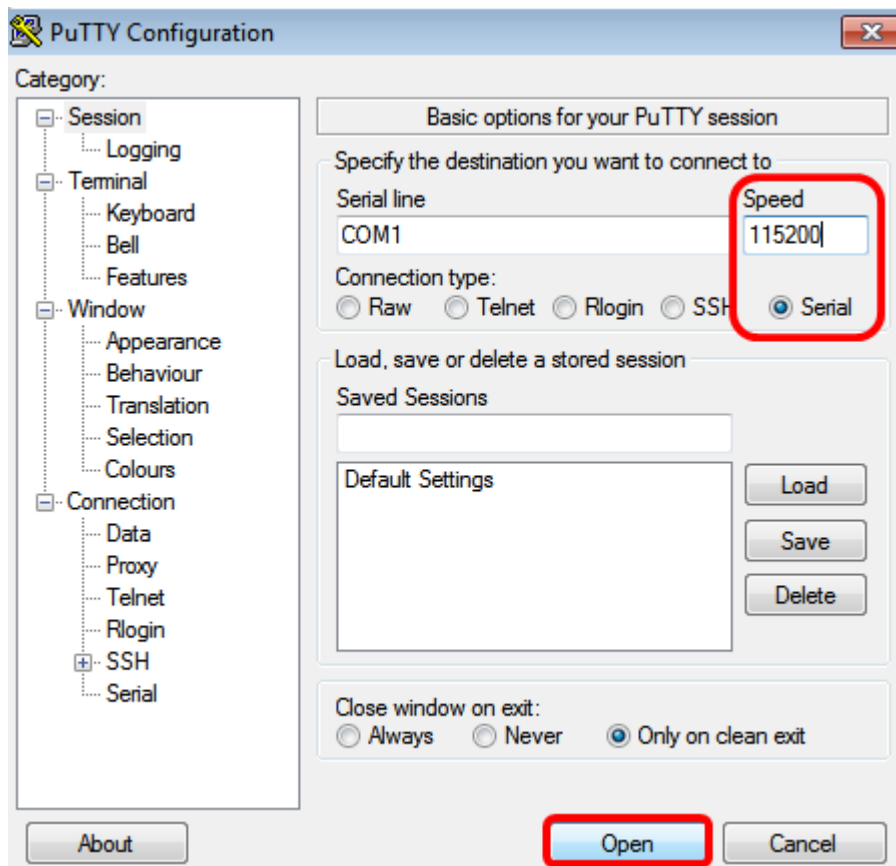 PuTTY Configuration
Category:
Session
Logging
Terminal
Keyboard
Bell
Features
Window
Appearance
Behaviour
Translation
Selection
Colours
Connection
Data
Proxy
Telnet
Rlogin
SSH
Serial
Basic options for your PuTTY session
Specify the destination you want to connect to
Serial line Speed
COM1 115200
Connection type:
Raw Telnet Rlogin SSH Serial
Load, save or delete a stored session
Saved Sessions
Default Settings
Load
Save
Delete
Close window on exit:
Always Never Only on clean exit
About Open Cancel